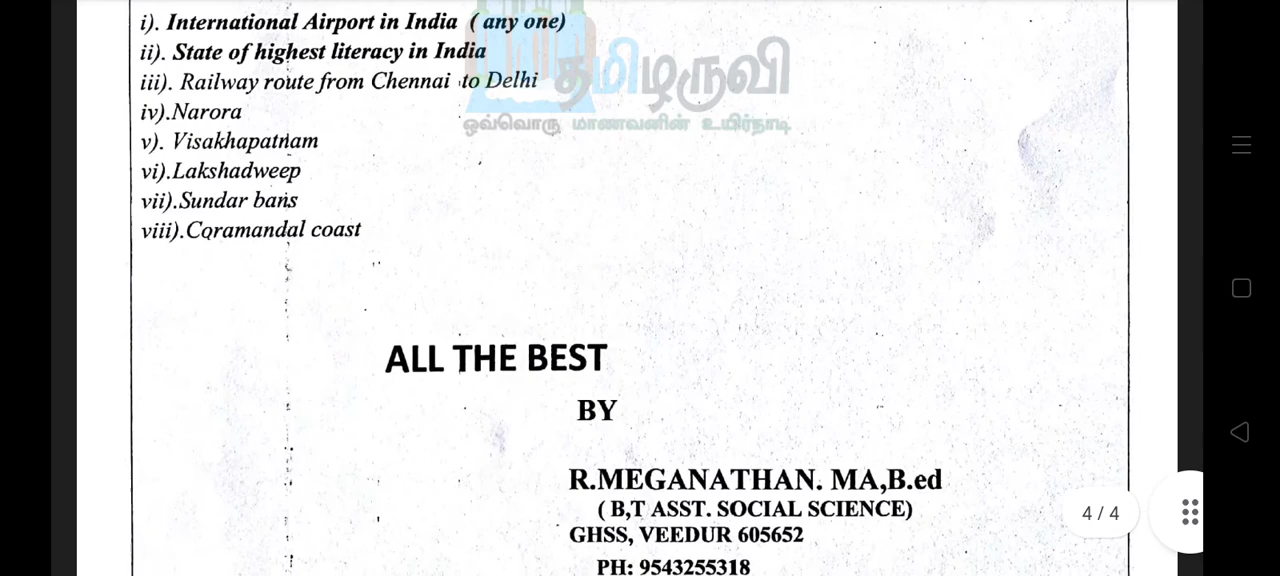 i). International Airport in India ( any one)
ii). State of highest literacy in India
iii). Railway route from Chennai to Delhi
தமிழருவி
iv).Narora
ஒவ்வொரு மாணவனின் உயிர்நாடி
v). Visakhapatnam
vi).Lakshadweep
vii).Sundar bans
viii).Coramandal coast
ALL THE BEST
BY
R.MEGANATHAN. MA,B.ed
( B,T ASST. SOCIAL SCIENCE)
GHSS, VEEDUR 605652
PH: 9543255318
4 / 4